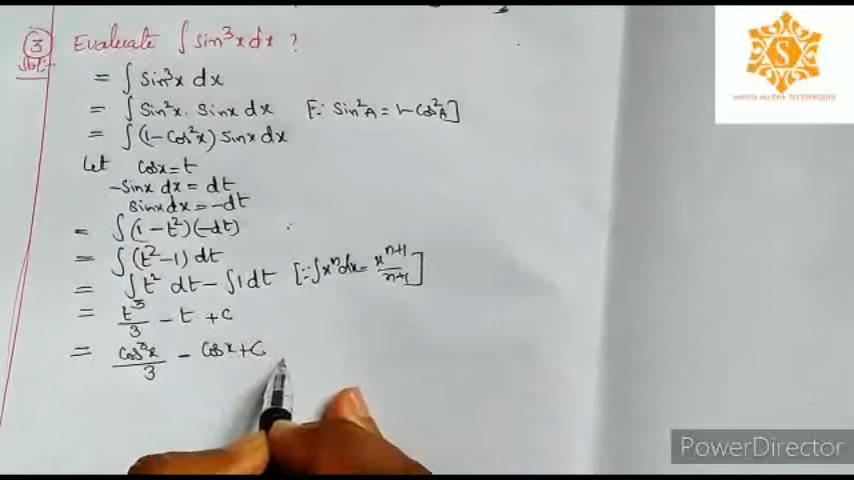 ③ Evaluate ∫ sin³x dx ?
Sol:-
= ∫ Sin³x dx
= ∫ Sin²x . Sinx dx [∵ Sin²A = 1-Cos²A]
= ∫ (1-Cos²x) Sinx dx
Let Cosx = t
-Sinx dx = dt
Sinx dx = -dt
= ∫ (1-t²)(-dt)
= ∫ (t²-1) dt
= ∫ t² dt - ∫ 1 dt [∵ ∫xⁿ dx = xⁿ⁺¹/n+1]
= t³/3 - t + c
= Cos³x/3 - Cosx + C
S
PowerDirector